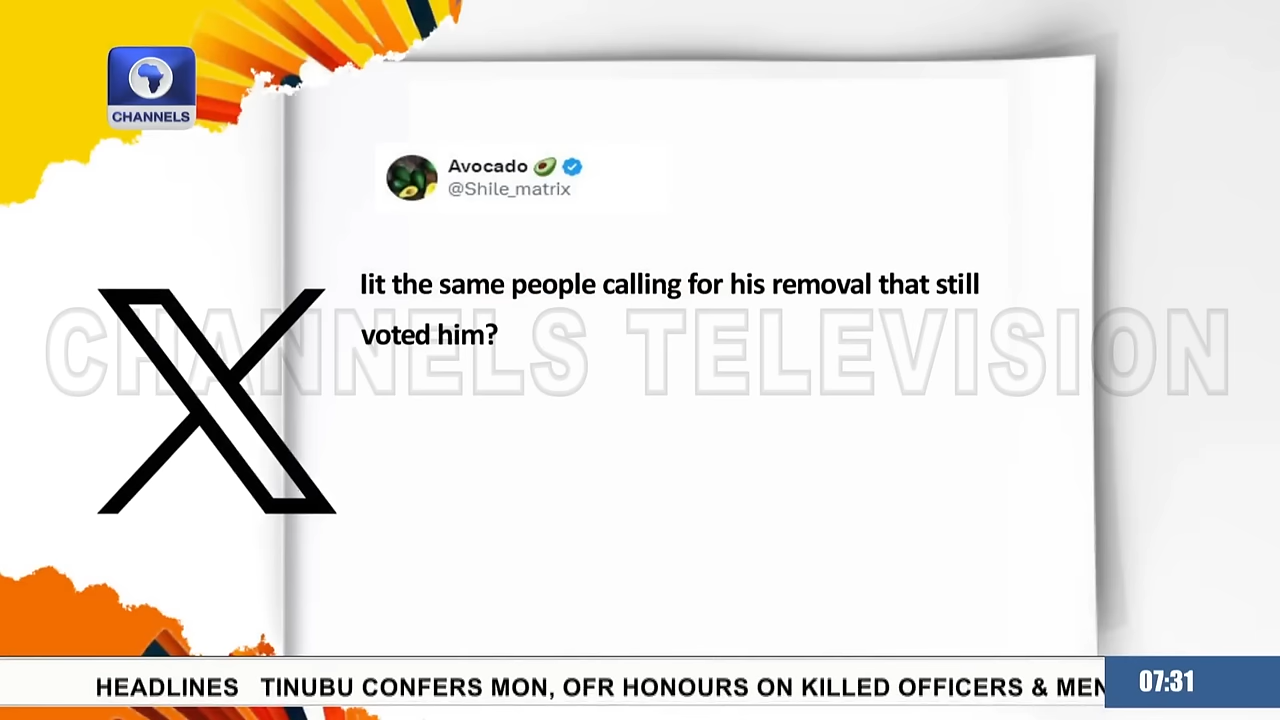 CHANNELS
Avocado 🥑
@Shile_matrix
Iit the same people calling for his removal that still
voted him?
CHANNELS TELEVISION
HEADLINES TINUBU CONFERS MON, OFR HONOURS ON KILLED OFFICERS & MEN
07:31